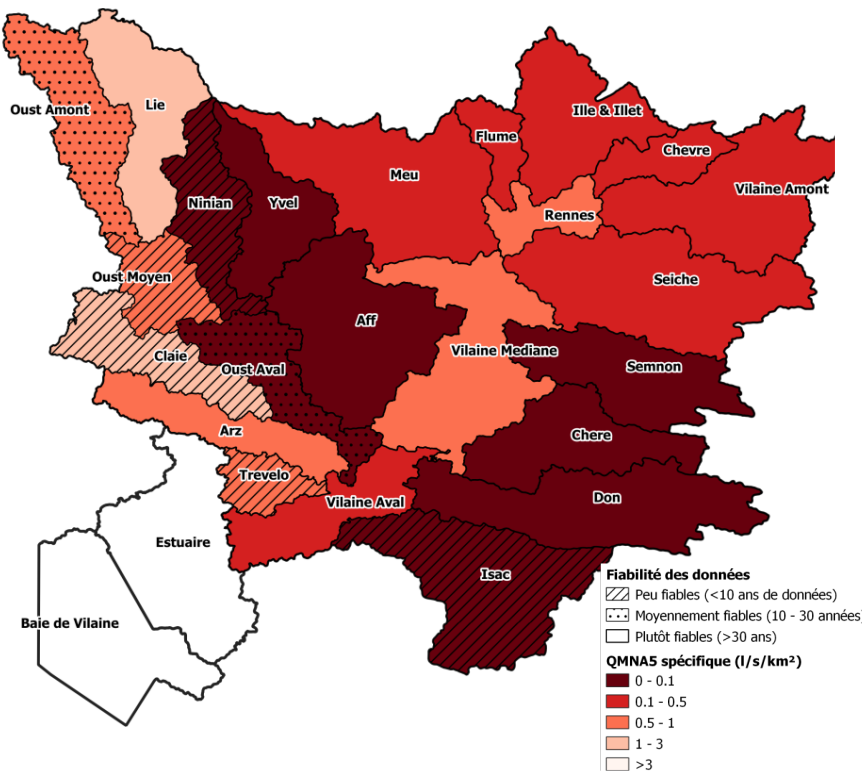 Oust Amont
Lie
Ille & Illet
Flume
Chevre
Meu
Vilaine Amont
Ninian
Yvel
Rennes
Oust Moyen
Seiche
Aff
Claie
Oust Aval
Vilaine Mediane
Semnon
Arz
Chere
Trevelo
Vilaine Aval
Don
Estuaire
Isac
Baie de Vilaine
Fiabilité des données
Peu fiables (<10 ans de données)
Moyennement fiables (10 - 30 années)
Plutôt fiables (>30 ans)
QMNA5 spécifique (l/s/km²)
0 - 0.1
0.1 - 0.5
0.5 - 1
1 - 3
>3